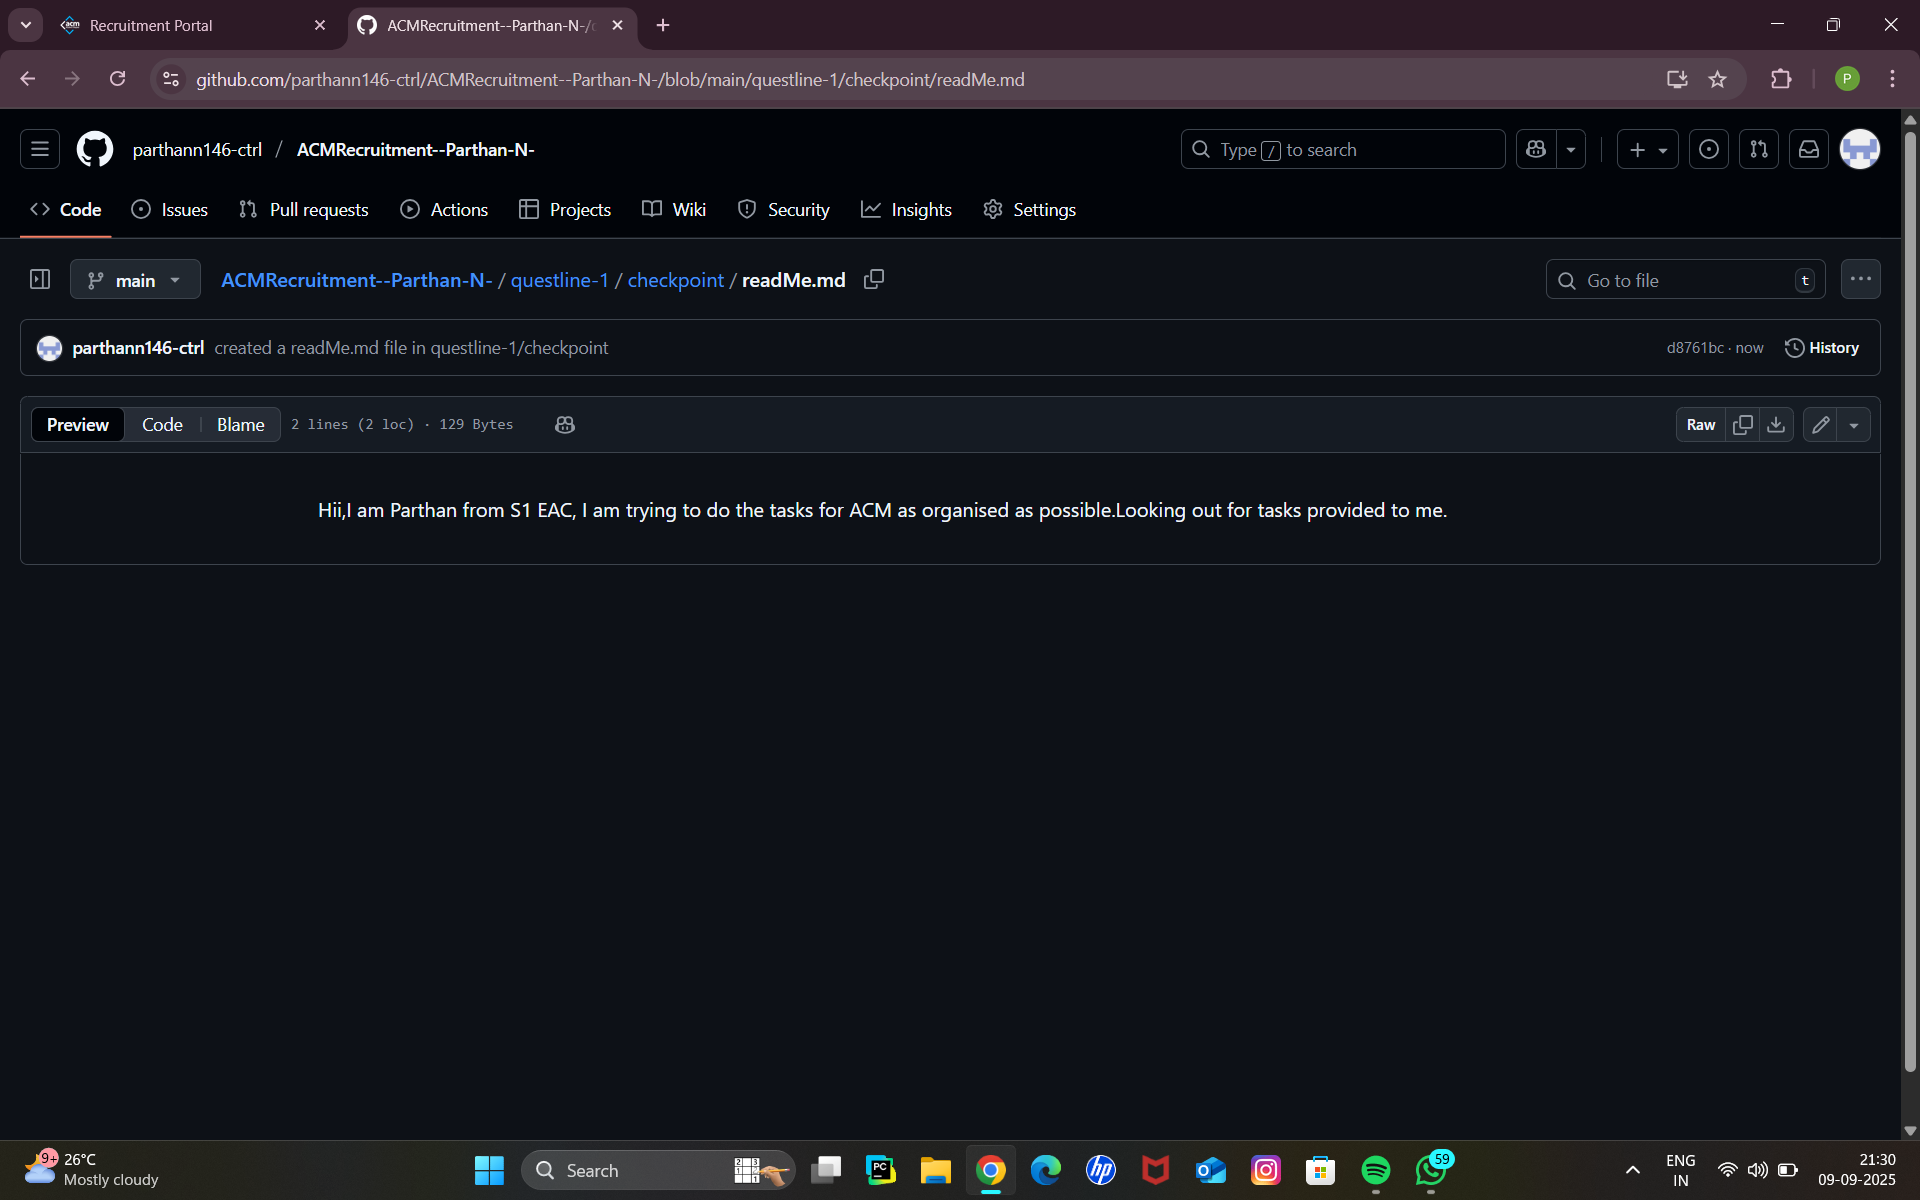 Recruitment Portal
ACMRecruitment--Parthan-N-/
github.com/parthann146-ctrl/ACMRecruitment--Parthan-N-/blob/main/questline-1/checkpoint/readMe.md
P
parthann146-ctrl / ACMRecruitment--Parthan-N-
Type / to search
Code
Issues
Pull requests
Actions
Projects
Wiki
Security
Insights
Settings
main
ACMRecruitment--Parthan-N- / questline-1 / checkpoint / readMe.md
Go to file
t
parthann146-ctrl created a readMe.md file in questline-1/checkpoint
d8761bc · now
History
Preview
Code
Blame
2 lines (2 loc) · 129 Bytes
Raw
Hii,I am Parthan from S1 EAC, I am trying to do the tasks for ACM as organised as possible.Looking out for tasks provided to me.
9+
26°C
Mostly cloudy
Search
PC
hp
59
ENG
IN
21:30
09-09-2025